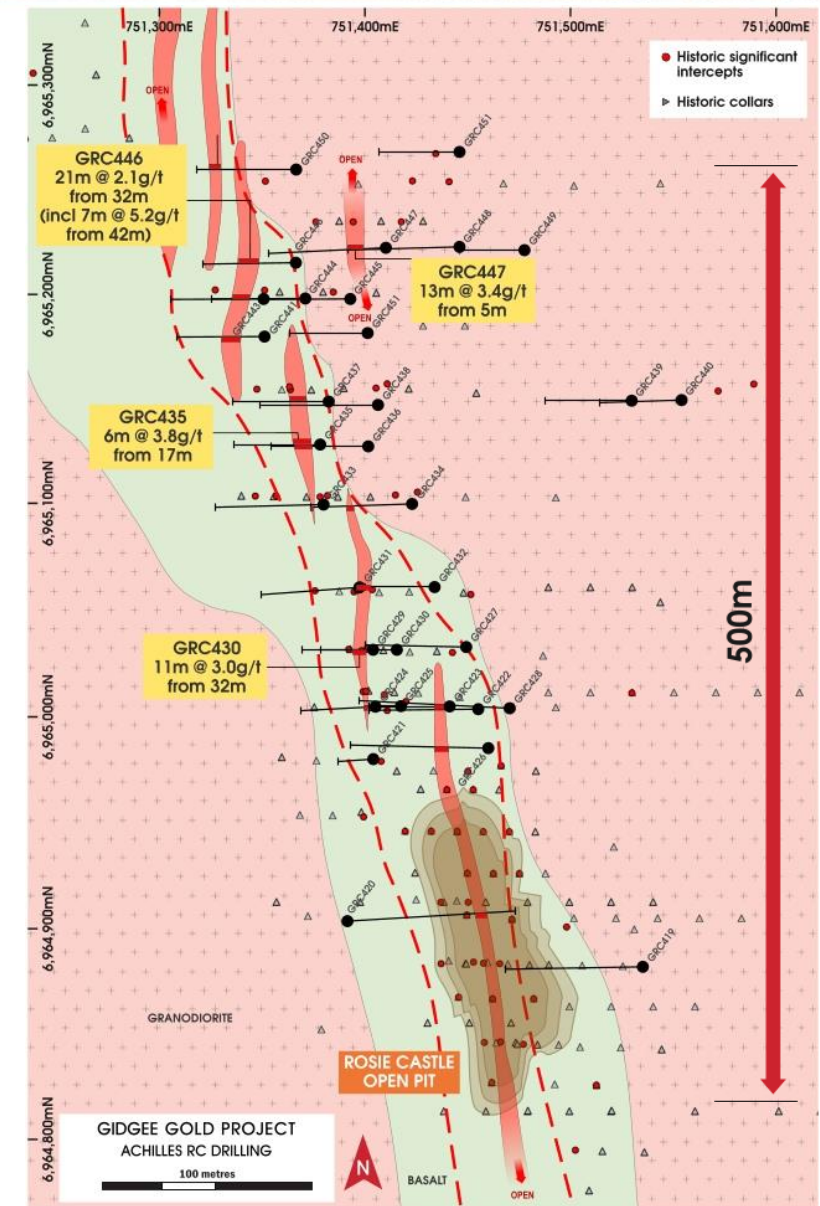 751,300mE
751,400mE
751,500mE
751,600mE
Historic significant
intercepts
Historic collars
6,965,300mN
6,965,200mN
6,965,100mN
6,965,000mN
6,964,900mN
6,964,800mN
OPEN
GRC450
GRC451
OPEN
GRC446
21m @ 2.1g/t
from 32m
(incl 7m @ 5.2g/t
from 42m)
GRC447
GRC448
GRC449
GRC444
GRC445
GRC447
13m @ 3.4g/t
from 5m
OPEN
GRC443
GRC441
GRC451
GRC437
GRC438
GRC439
GRC440
GRC435
6m @ 3.8g/t
from 17m
GRC435
GRC436
GRC433
GRC434
GRC431
GRC432
GRC429
GRC430
GRC427
GRC430
11m @ 3.0g/t
from 32m
500m
GRC424
GRC425
GRC423
GRC422
GRC428
GRC421
GRC426
GRC420
GRC419
GRANODIORITE
ROSIE CASTLE
OPEN PIT
GIDGEE GOLD PROJECT
ACHILLES RC DRILLING
100 metres
N
BASALT
OPEN